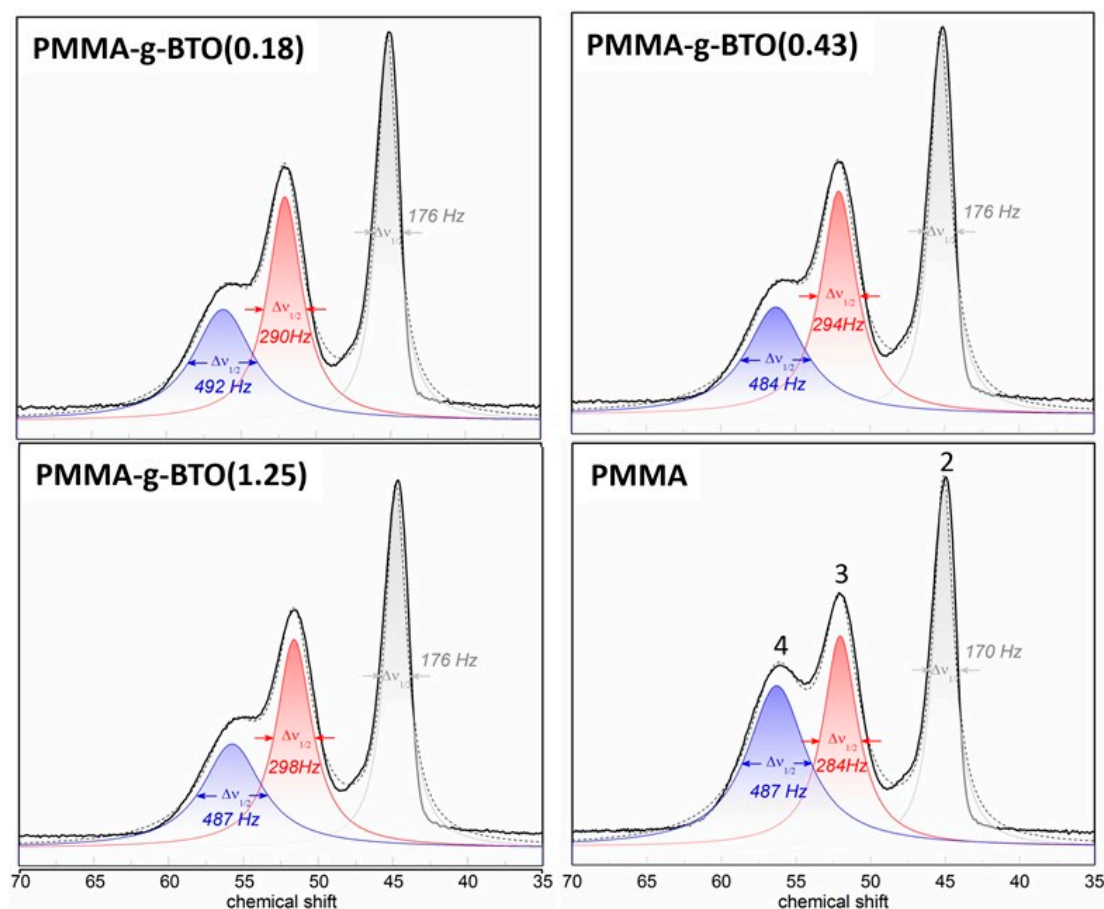 PMMA-g-BTO(0.18)
176 Hz
Δν1/2
Δν1/2
290Hz
Δν1/2
492 Hz
PMMA-g-BTO(0.43)
176 Hz
Δν1/2
Δν1/2
294Hz
Δν1/2
484 Hz
PMMA-g-BTO(1.25)
176 Hz
Δν1/2
Δν1/2
298Hz
Δν1/2
487 Hz
70 65 60 55 50 45 40 35
chemical shift
PMMA
2
3
4
170 Hz
Δν1/2
Δν1/2
284Hz
Δν1/2
487 Hz
70 65 60 55 50 45 40 35
chemical shift